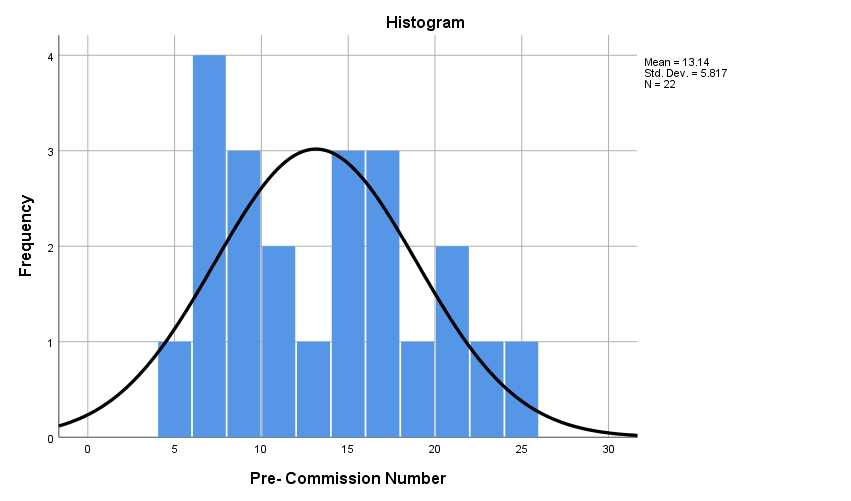 Histogram
Mean = 13.14
Std. Dev. = 5.817
N = 22
4
3
2
1
0
Frequency
0 5 10 15 20 25 30
Pre- Commission Number